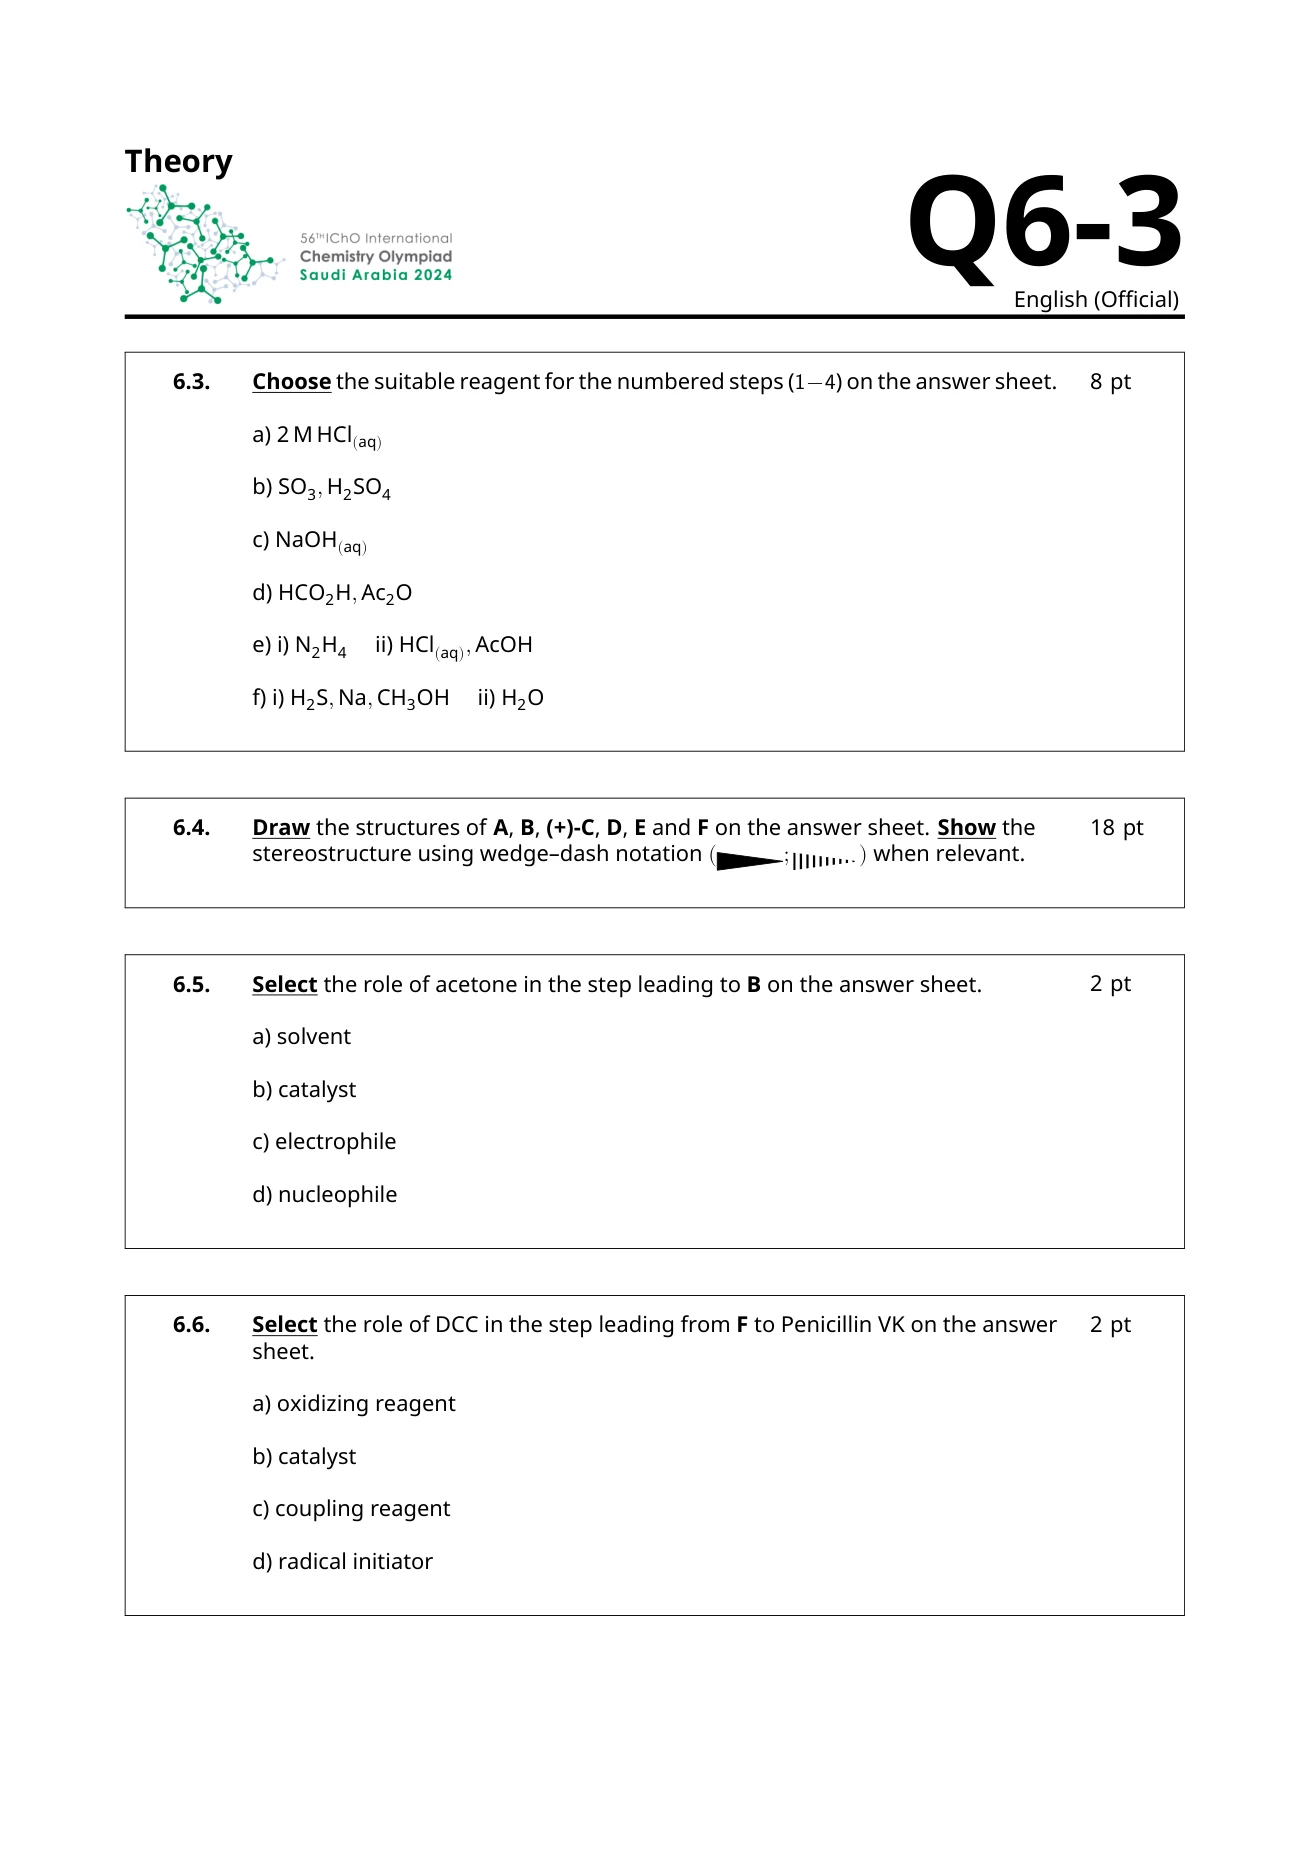 Theory
56ᵀᴴIChO International
Chemistry Olympiad
Saudi Arabia 2024
Q6-3
English (Official)
6.3. Choose the suitable reagent for the numbered steps (1−4) on the answer sheet. 8 pt
a) 2 M HCl(aq)
b) SO₃, H₂SO₄
c) NaOH(aq)
d) HCO₂H, Ac₂O
e) i) N₂H₄ ii) HCl(aq), AcOH
f) i) H₂S, Na, CH₃OH ii) H₂O
6.4. Draw the structures of A, B, (+)-C, D, E and F on the answer sheet. Show the 18 pt
stereostructure using wedge–dash notation ( ; ) when relevant.
6.5. Select the role of acetone in the step leading to B on the answer sheet. 2 pt
a) solvent
b) catalyst
c) electrophile
d) nucleophile
6.6. Select the role of DCC in the step leading from F to Penicillin VK on the answer 2 pt
sheet.
a) oxidizing reagent
b) catalyst
c) coupling reagent
d) radical initiator